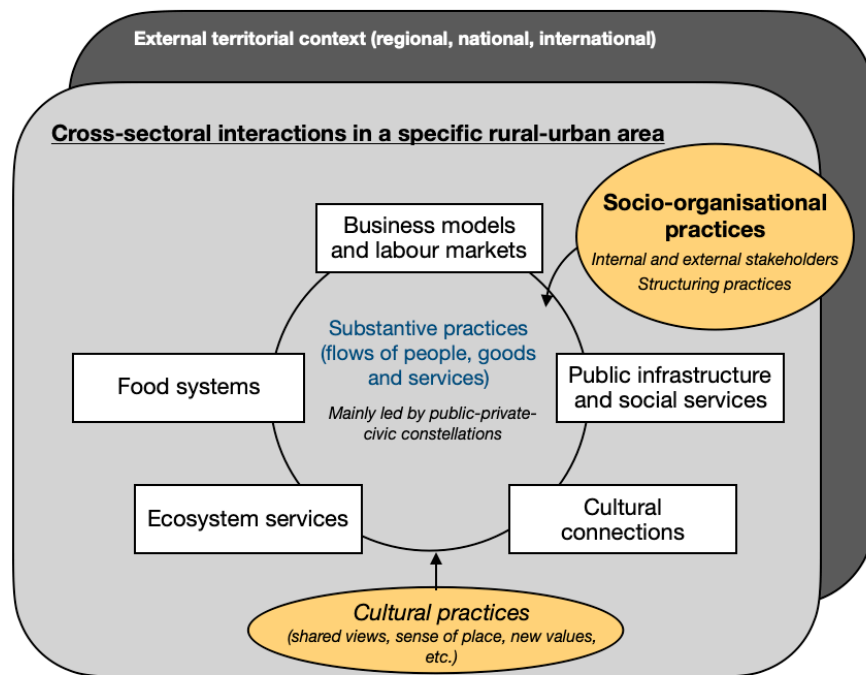 External territorial context (regional, national, international)
Cross-sectoral interactions in a specific rural-urban area
Socio-organisational
practices
Internal and external stakeholders
Structuring practices
Business models
and labour markets
Substantive practices
(flows of people, goods
and services)
Mainly led by public-private-
civic constellations
Food systems
Public infrastructure
and social services
Ecosystem services
Cultural
connections
Cultural practices
(shared views, sense of place, new values,
etc.)